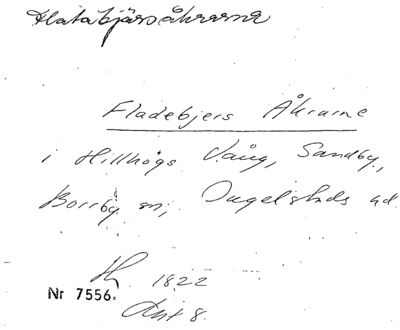 Flatabjärsåkrarna
Fladebjers Åkrarne
i Hillhögs Vång, Sandby,
Borrby sn, Ingelstads hd.
1822
Nr 7556.
Akt 8.